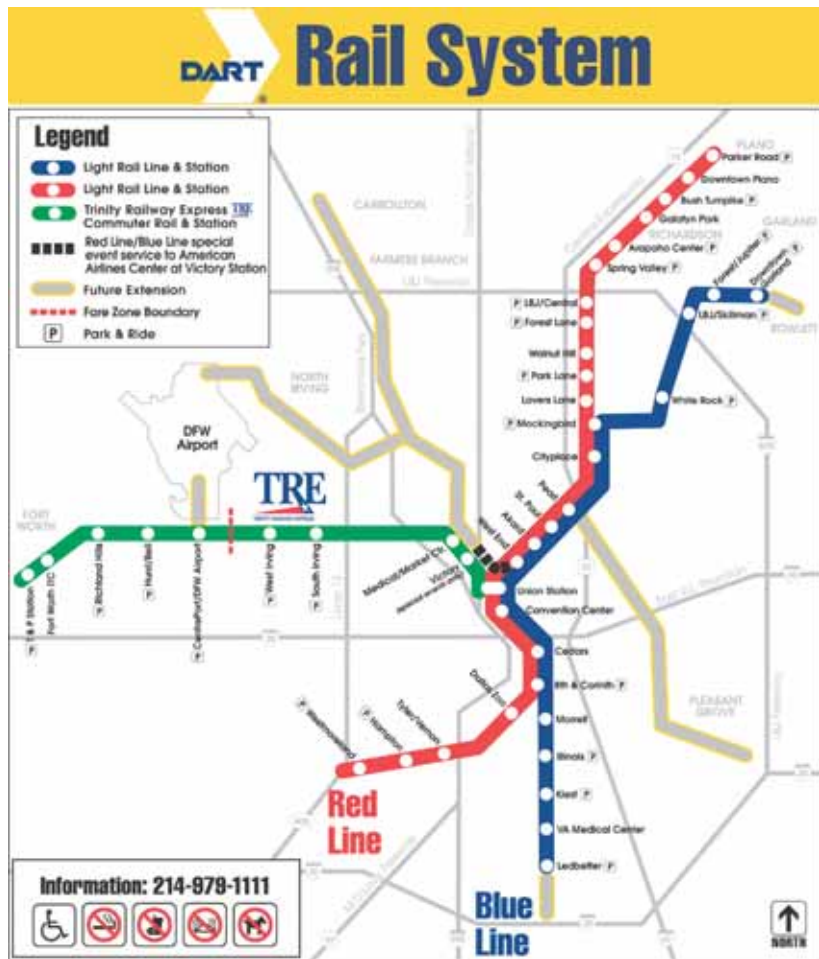 DART
Rail System
Legend
Light Rail Line & Station
Light Rail Line & Station
Trinity Railway Express TRE
Commuter Rail & Station
Red Line/Blue Line special
event service to American
Airlines Center at Victory Station
Future Extension
Fare Zone Boundary
P Park & Ride
PLANO
Parker Road P
Downtown Plano
Bush Turnpike P
Galatyn Park
RICHARDSON
Arapaho Center P
Spring Valley P
GARLAND
Forest/Jupiter P
Downtown
Garland
LBJ/Skillman P
ROWLETT
CARROLLTON
FARMERS BRANCH
P LBJ/Central
P Forest Lane
Walnut Hill
P Park Lane
Lovers Lane
P Mockingbird
White Rock P
Cityplace
NORTH
IRVING
DFW
Airport
TRE
FORT
WORTH
Pearl
St. Paul
Akard
West End
P T & P Station
Fort Worth ITC
P Richland Hills
P Hurst/Bell
P CentrePort/DFW Airport
P West Irving
P South Irving
Medical/Market Ctr.
Victory
(special events only)
Union Station
Convention Center
Cedars
8th & Corinth P
Dallas Zoo
Tyler/Vernon
P Hampton
P Westmoreland
Morrell
Illinois P
Kiest P
VA Medical Center
Ledbetter P
PLEASANT
GROVE
Red
Line
Blue
Line
Information: 214-979-1111
NORTH